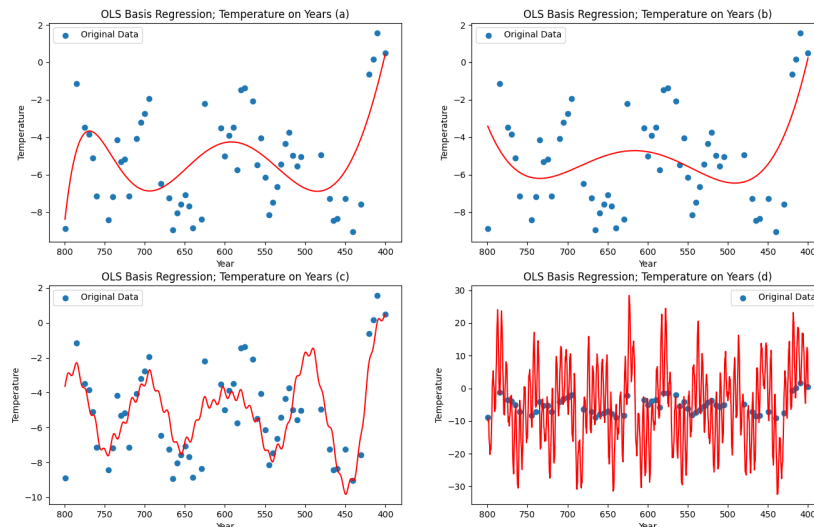 OLS Basis Regression; Temperature on Years (a)
Original Data
Temperature
2
0
−2
−4
−6
−8
800 750 700 650 600 550 500 450 400
Year
OLS Basis Regression; Temperature on Years (b)
Original Data
Temperature
2
0
−2
−4
−6
−8
800 750 700 650 600 550 500 450 400
Year
OLS Basis Regression; Temperature on Years (c)
Original Data
Temperature
2
0
−2
−4
−6
−8
−10
800 750 700 650 600 550 500 450 400
Year
OLS Basis Regression; Temperature on Years (d)
Original Data
Temperature
30
20
10
0
−10
−20
−30
800 750 700 650 600 550 500 450 400
Year